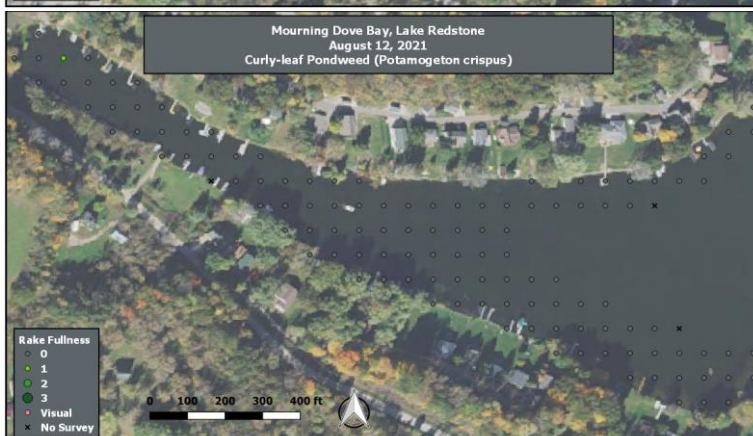 Mourning Dove Bay, Lake Redstone
August 12, 2021
Curly-leaf Pondweed (Potamogeton crispus)
Rake Fullness
0
1
2
3
Visual
No Survey
0 100 200 300 400 ft